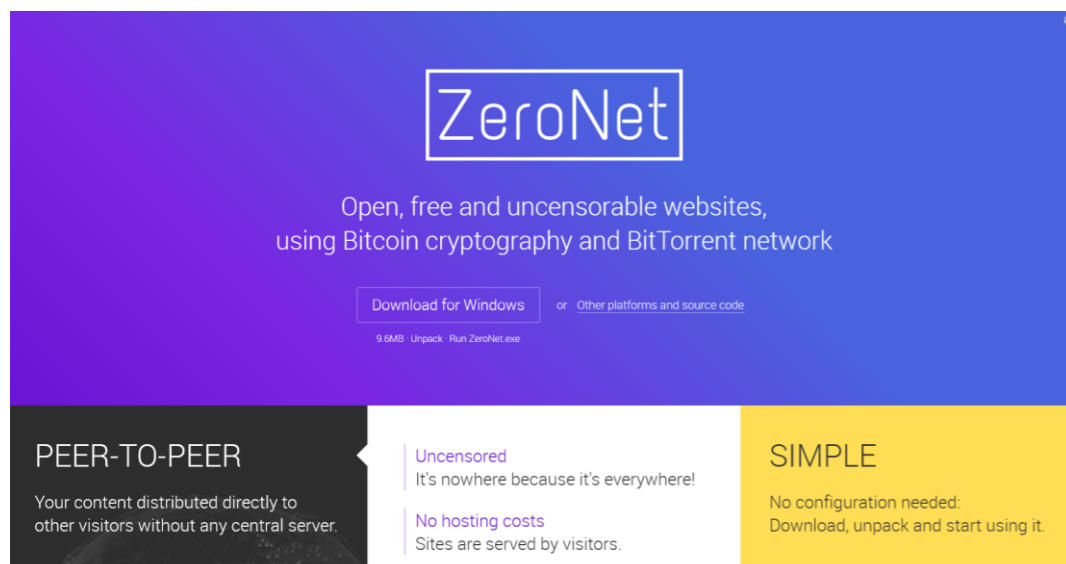 ZeroNet
Open, free and uncensorable websites,
using Bitcoin cryptography and BitTorrent network
Download for Windows or Other platforms and source code
9.6MB · Unpack · Run ZeroNet.exe
PEER-TO-PEER
Your content distributed directly to
other visitors without any central server.
Uncensored
It's nowhere because it's everywhere!
No hosting costs
Sites are served by visitors.
SIMPLE
No configuration needed:
Download, unpack and start using it.